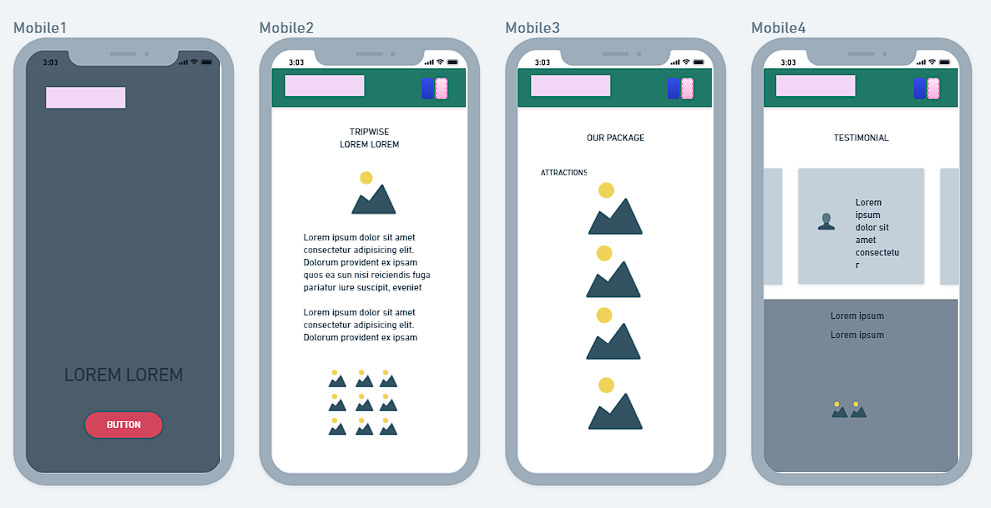 Mobile1
3:03
LOREM LOREM
BUTTON
Mobile2
3:03
TRIPWISE
LOREM LOREM
Lorem ipsum dolor sit amet
consectetur adipisicing elit.
Dolorum provident ex ipsam
quos ea sun nisi reiciendis fuga
pariatur iure suscipit, eveniet
Lorem ipsum dolor sit amet
consectetur adipisicing elit.
Dolorum provident ex ipsam
Mobile3
3:03
OUR PACKAGE
ATTRACTIONS
Mobile4
3:03
TESTIMONIAL
Lorem
ipsum
dolor sit
amet
consectetu
r
Lorem ipsum
Lorem ipsum